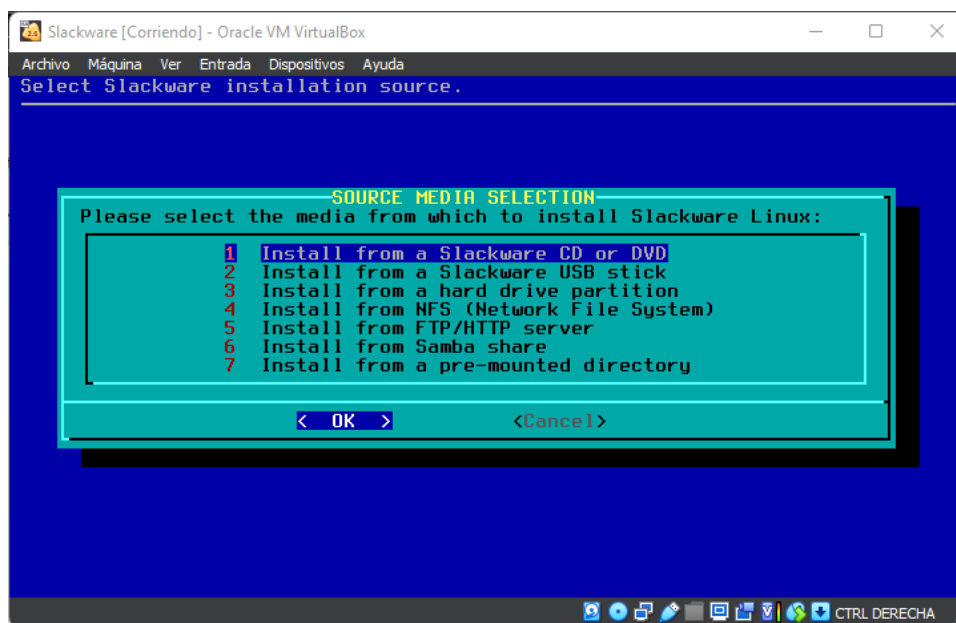 Slackware [Corriendo] - Oracle VM VirtualBox
Archivo Máquina Ver Entrada Dispositivos Ayuda
Select Slackware installation source.
SOURCE MEDIA SELECTION
Please select the media from which to install Slackware Linux:
1 Install from a Slackware CD or DVD
2 Install from a Slackware USB stick
3 Install from a hard drive partition
4 Install from NFS (Network File System)
5 Install from FTP/HTTP server
6 Install from Samba share
7 Install from a pre-mounted directory
< OK > <Cancel>
CTRL DERECHA